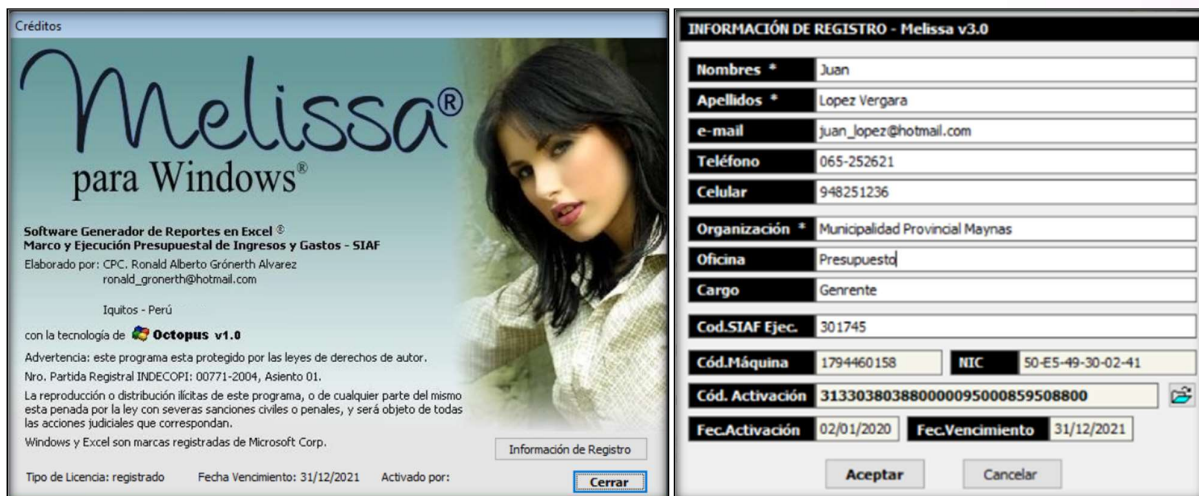 Créditos
Melissa®
para Windows®
Software Generador de Reportes en Excel ®
Marco y Ejecución Presupuestal de Ingresos y Gastos - SIAF
Elaborado por: CPC. Ronald Alberto Grónerth Alvarez
ronald_gronerth@hotmail.com
Iquitos - Perú
con la tecnología de Octopus v1.0
Advertencia: este programa esta protegido por las leyes de derechos de autor.
Nro. Partida Registral INDECOPI: 00771-2004, Asiento 01.
La reproducción o distribución ilícitas de este programa, o de cualquier parte del mismo
esta penada por la ley con severas sanciones civiles o penales, y será objeto de todas
las acciones judiciales que correspondan.
Windows y Excel son marcas registradas de Microsoft Corp.
Información de Registro
Tipo de Licencia: registrado Fecha Vencimiento: 31/12/2021 Activado por:
Cerrar
INFORMACIÓN DE REGISTRO - Melissa v3.0
Nombres * Juan
Apellidos * Lopez Vergara
e-mail juan_lopez@hotmail.com
Teléfono 065-252621
Celular 948251236
Organización * Municipalidad Provincial Maynas
Oficina Presupuesto
Cargo Genrente
Cod.SIAF Ejec. 301745
Cód.Máquina 1794460158 NIC 50-E5-49-30-02-41
Cód. Activación 3133038038800000950008595088​00
Fec.Activación 02/01/2020 Fec.Vencimiento 31/12/2021
Aceptar Cancelar